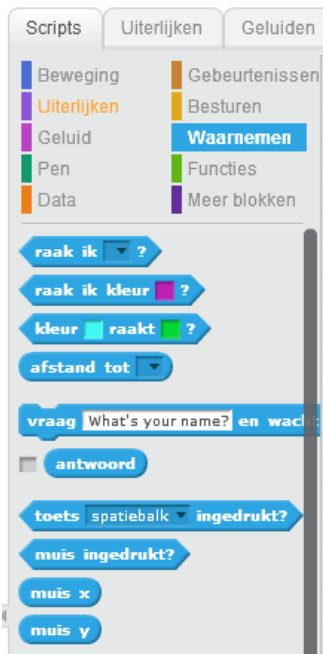 Scripts Uiterlijken Geluiden
Beweging Gebeurtenissen
Uiterlijken Besturen
Geluid Waarnemen
Pen Functies
Data Meer blokken
raak ik ?
raak ik kleur ?
kleur raakt ?
afstand tot
vraag What's your name? en wach
antwoord
toets spatiebalk ingedrukt?
muis ingedrukt?
muis x
muis y